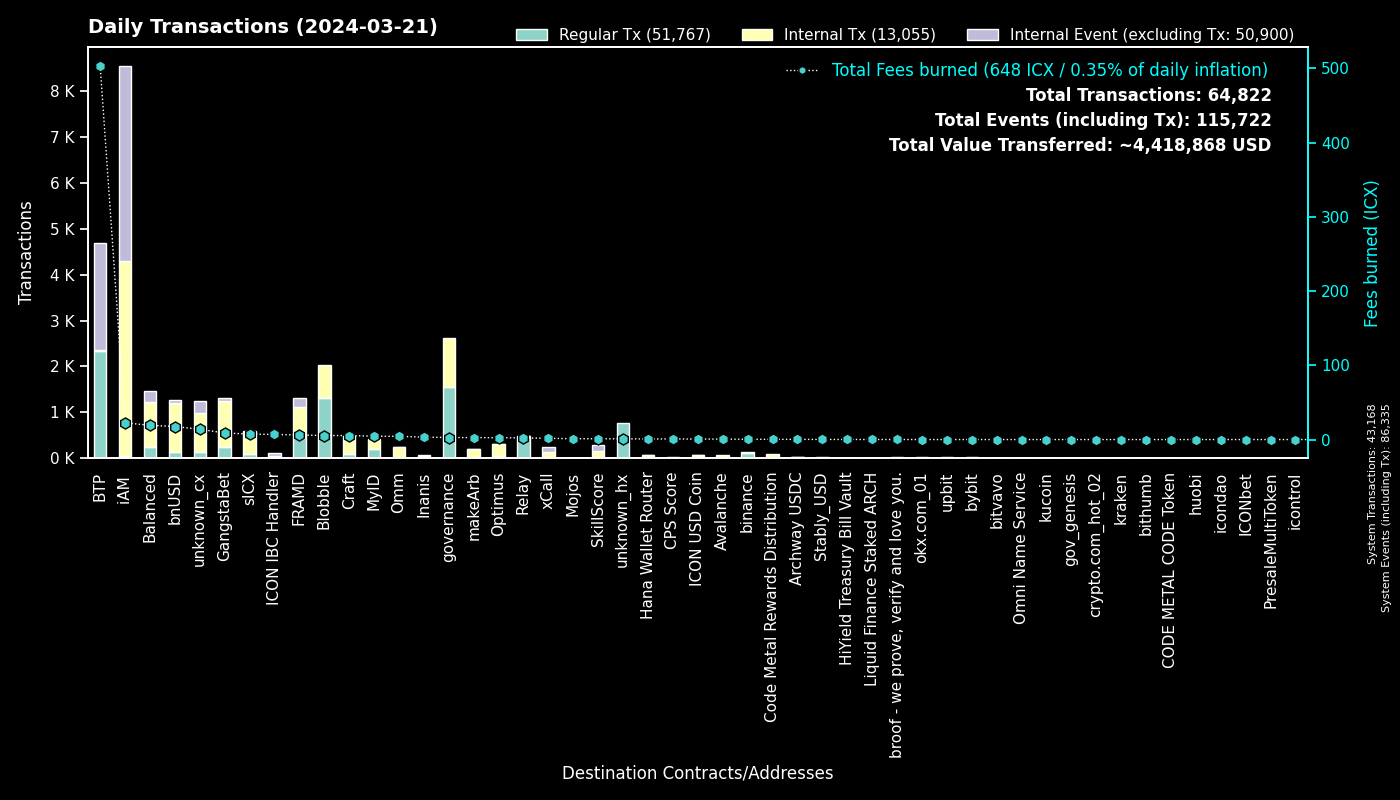 Daily Transactions (2024-03-21)
Regular Tx (51,767)
Internal Tx (13,055)
Internal Event (excluding Tx: 50,900)
Total Fees burned (648 ICX / 0.35% of daily inflation)
Total Transactions: 64,822
Total Events (including Tx): 115,722
Total Value Transferred: ~4,418,868 USD
8 K
7 K
6 K
5 K
4 K
3 K
2 K
1 K
0 K
Transactions
500
400
300
200
100
0
Fees burned (ICX)
System Transactions: 43,168
System Events (including Tx): 86,335
BTP
iAM
Balanced
bnUSD
unknown_cx
GangstaBet
sICX
ICON IBC Handler
FRAMD
Blobble
Craft
MyID
Omm
Inanis
governance
makeArb
Optimus
Relay
xCall
Mojos
SkillScore
unknown_hx
Hana Wallet Router
CPS Score
ICON USD Coin
Avalanche
binance
Code Metal Rewards Distribution
Archway USDC
Stably_USD
HiYield Treasury Bill Vault
Liquid Finance Staked ARCH
broof - we prove, verify and love you.
okx.com_01
upbit
bybit
bitvavo
Omni Name Service
kucoin
gov_genesis
crypto.com_hot_02
kraken
bithumb
CODE METAL CODE Token
huobi
icondao
ICONbet
PresaleMultiToken
icontrol
Destination Contracts/Addresses